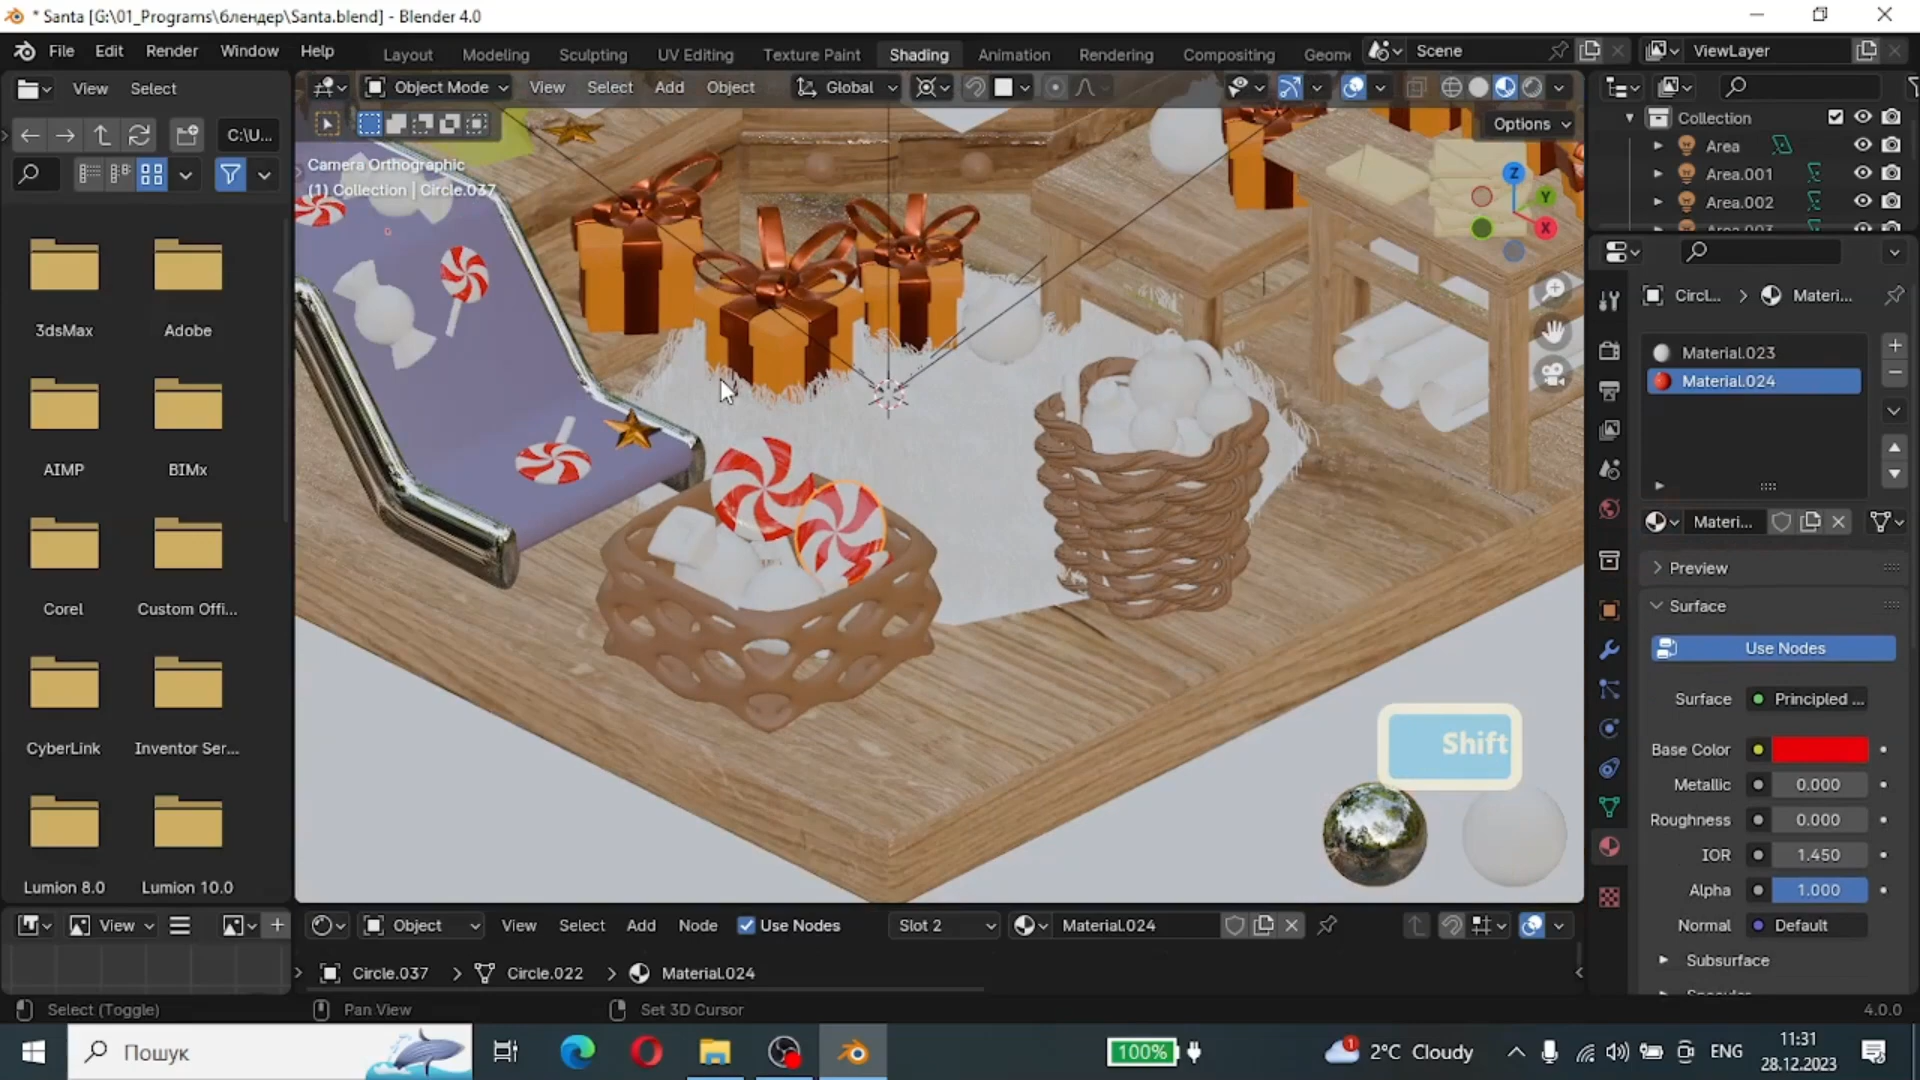 * Santa [G:\01_Programs\блендер\Santa.blend] - Blender 4.0
File Edit Render Window Help
Layout Modeling Sculpting UV Editing Texture Paint Shading Animation Rendering Compositing Geome
Scene
ViewLayer
View Select
Object Mode View Select Add Object Global
C:\U...
Options
Camera Orthographic
(1) Collection | Circle.037
Z
Y
X
Collection
Area
Area.001
Area.002
Circl... > Materi...
Material.023
Material.024
Materi...
Preview
Surface
Use Nodes
Surface Principled ...
Base Color
Metallic 0.000
Roughness 0.000
IOR 1.450
Alpha 1.000
Normal Default
Subsurface
3dsMax Adobe
AIMP BIMx
Corel Custom Offi...
CyberLink Inventor Ser...
Lumion 8.0 Lumion 10.0
Shift
View
Object View Select Add Node Use Nodes Slot 2 Material.024
Circle.037 > Circle.022 > Material.024
Select (Toggle) Pan View Set 3D Cursor 4.0.0
Пошук
100%
1
2°C Cloudy
ENG
11:31
28.12.2023